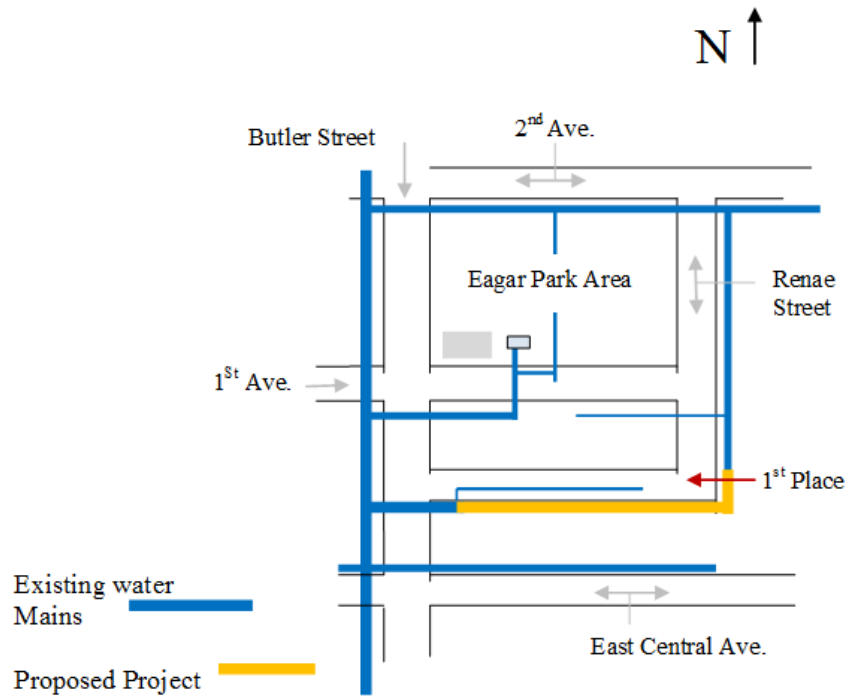 N
2nd Ave.
Butler Street
Eagar Park Area
Renae
Street
1St Ave.
1st Place
Existing water
Mains
East Central Ave.
Proposed Project